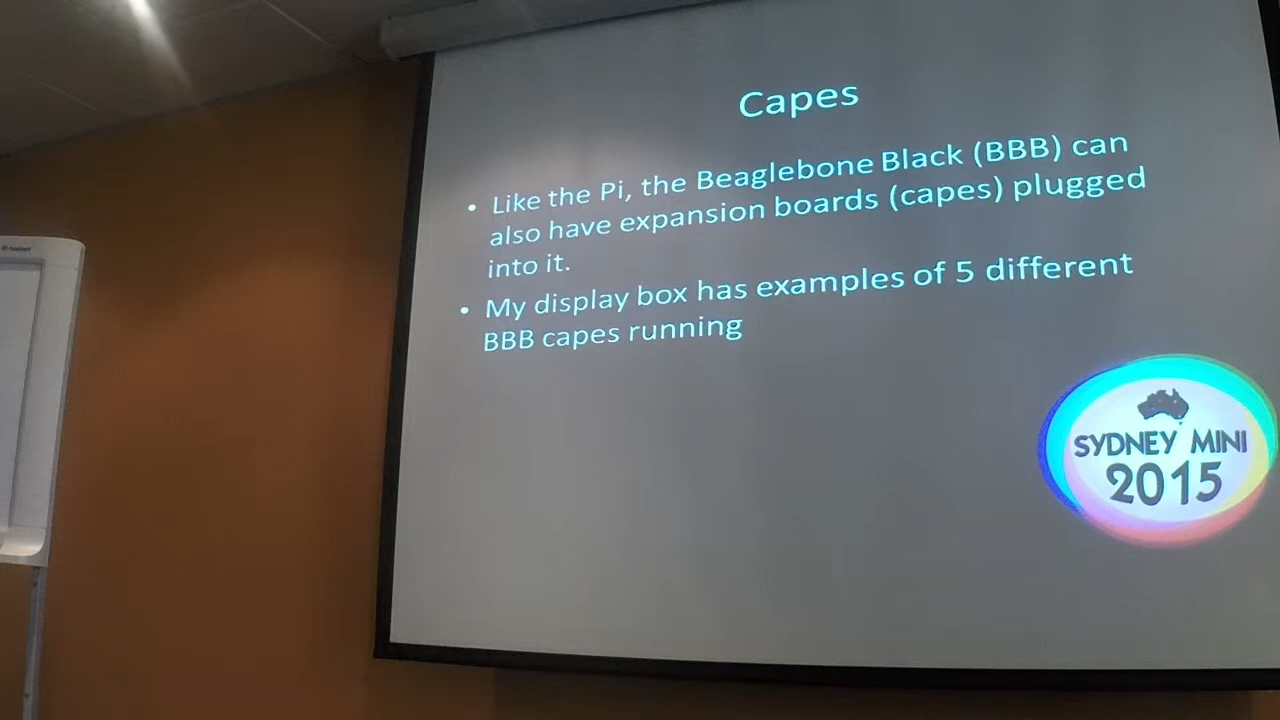 Capes
• Like the Pi, the Beaglebone Black (BBB) can
also have expansion boards (capes) plugged
into it.
• My display box has examples of 5 different
BBB capes running
SYDNEY MINI
2015